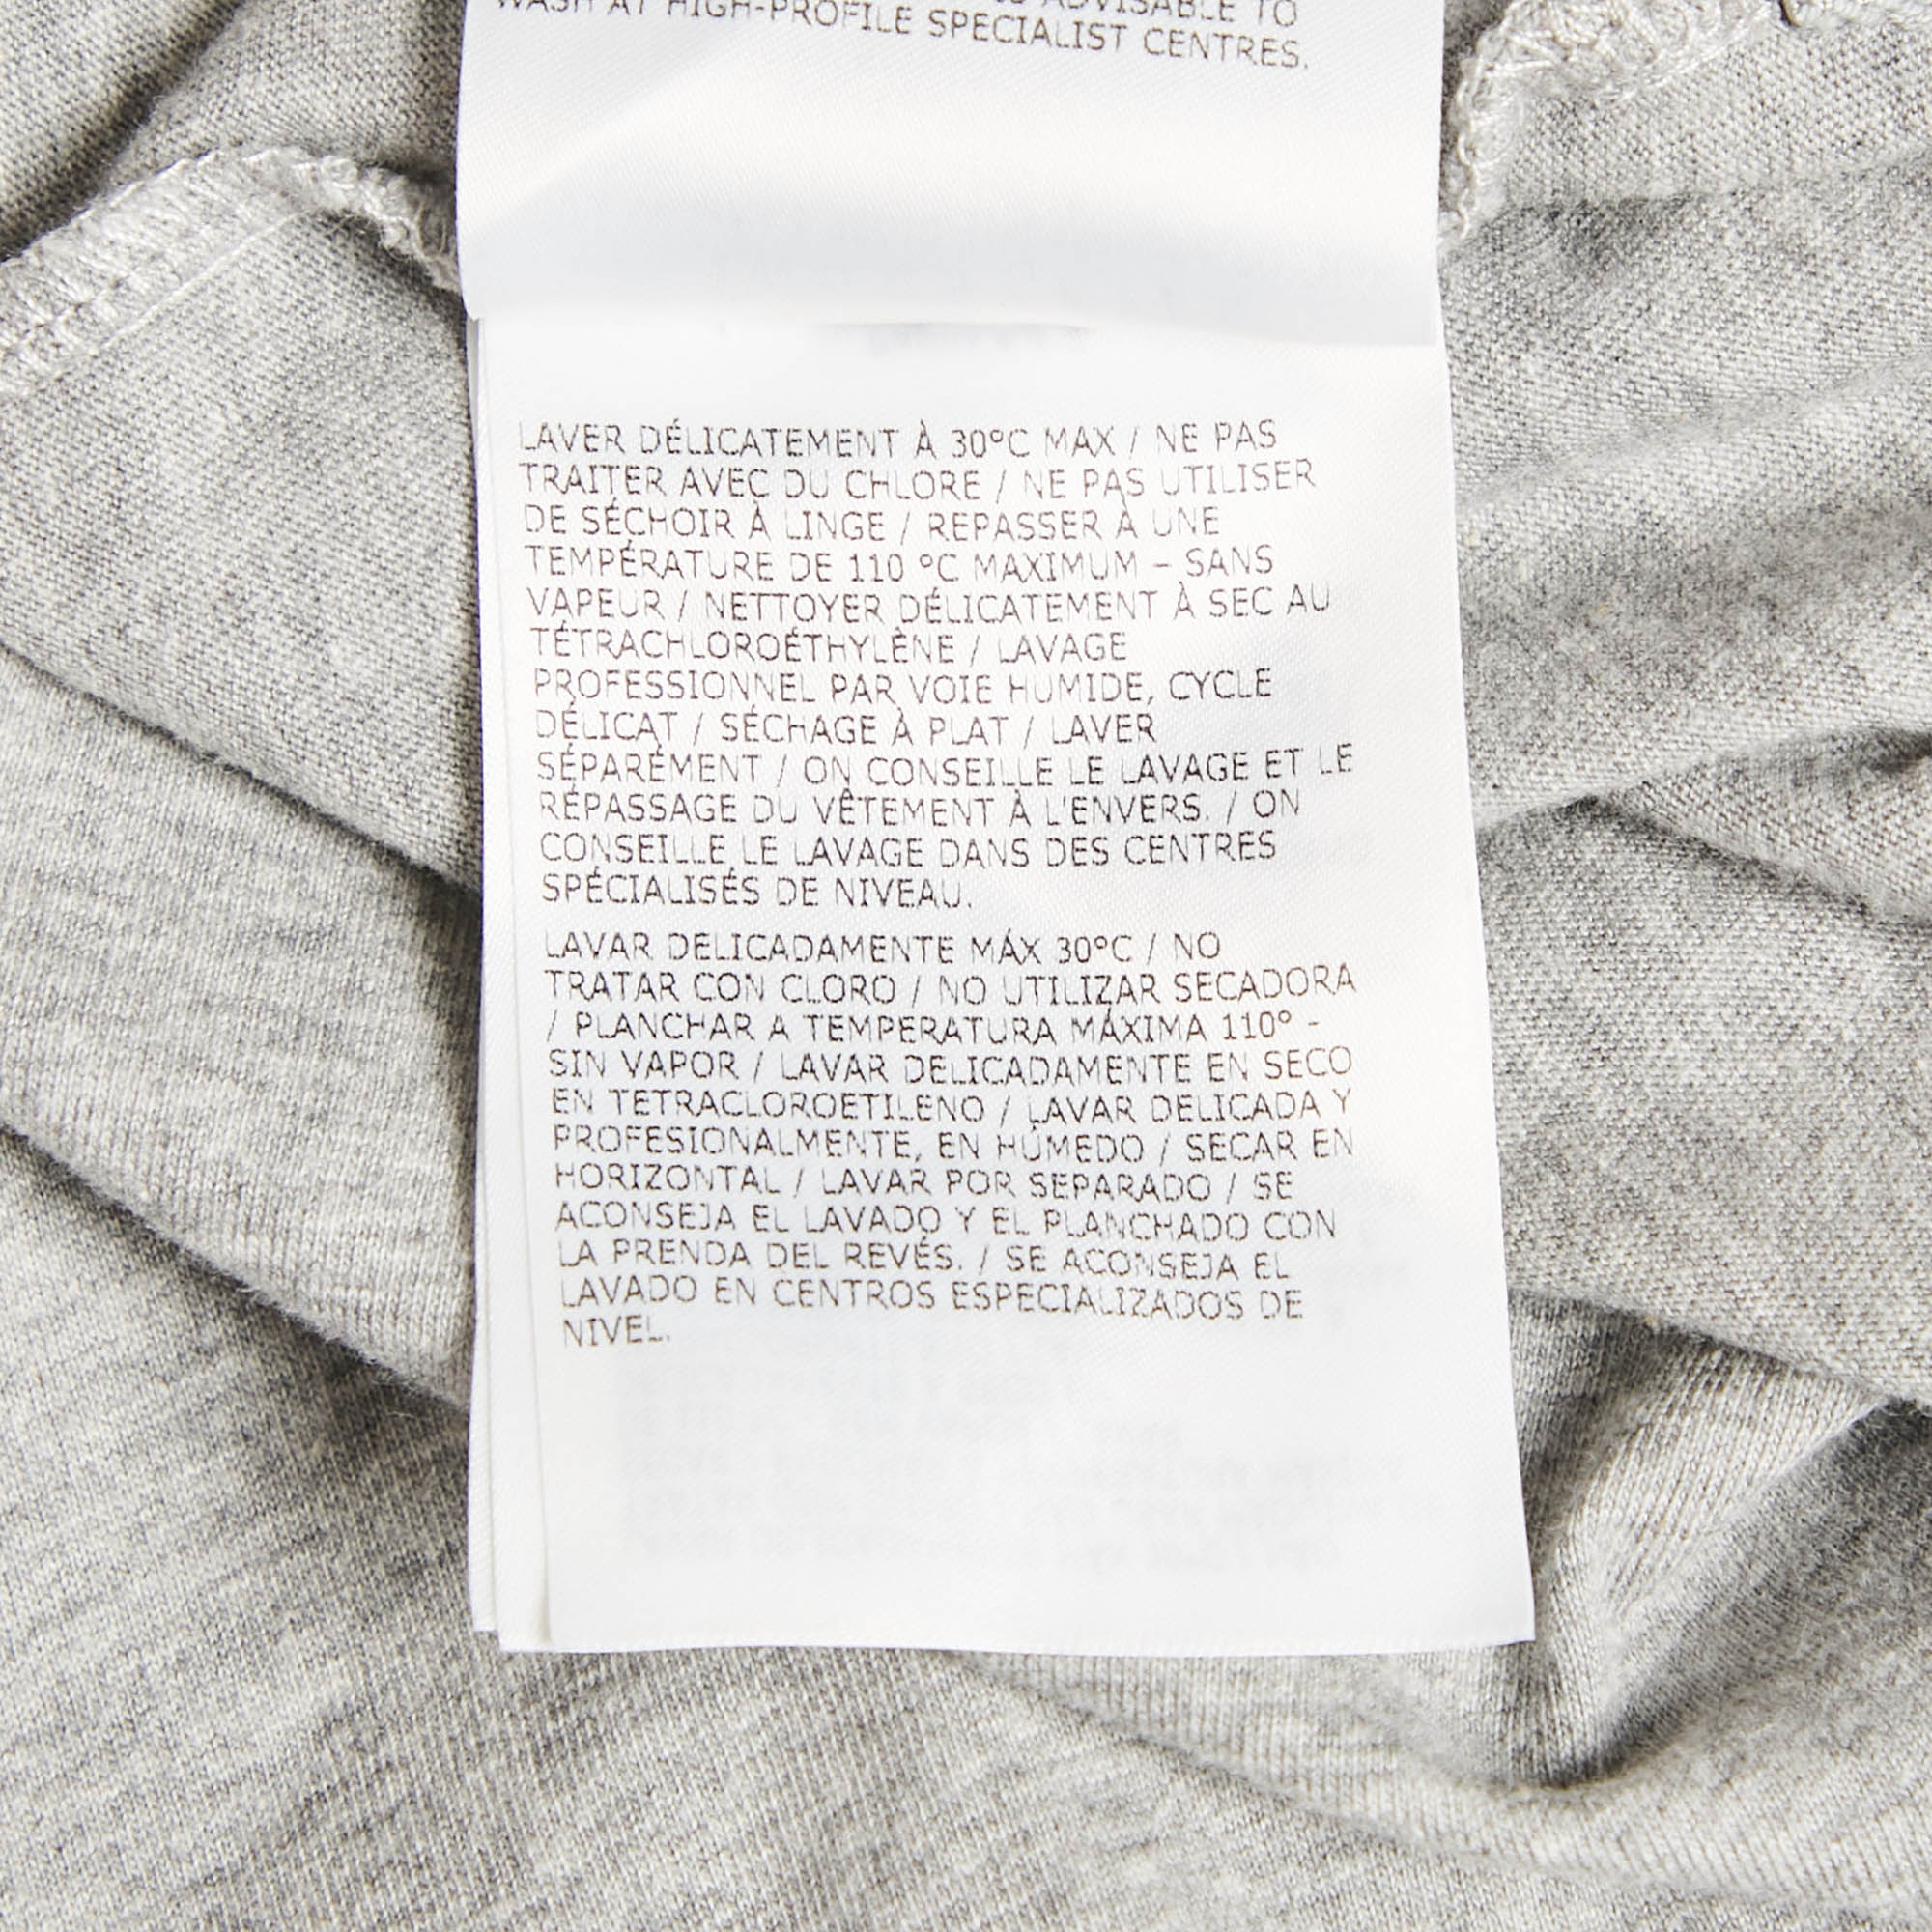 ADVISABLE TO
WASH AT HIGH-PROFILE SPECIALIST CENTRES.
LAVER DÉLICATEMENT À 30°C MAX / NE PAS
TRAITER AVEC DU CHLORE / NE PAS UTILISER
DE SÉCHOIR À LINGE / REPASSER À UNE
TEMPÉRATURE DE 110 °C MAXIMUM – SANS
VAPEUR / NETTOYER DÉLICATEMENT À SEC AU
TÉTRACHLOROÉTHYLÈNE / LAVAGE
PROFESSIONNEL PAR VOIE HUMIDE, CYCLE
DÉLICAT / SÉCHAGE À PLAT / LAVER
SÉPARÉMENT / ON CONSEILLE LE LAVAGE ET LE
RÉPASSAGE DU VÊTEMENT À L'ENVERS. / ON
CONSEILLE LE LAVAGE DANS DES CENTRES
SPÉCIALISÉS DE NIVEAU.
LAVAR DELICADAMENTE MÁX 30°C / NO
TRATAR CON CLORO / NO UTILIZAR SECADORA
/ PLANCHAR A TEMPERATURA MÁXIMA 110° -
SIN VAPOR / LAVAR DELICADAMENTE EN SECO
EN TETRACLOROETILENO / LAVAR DELICADA Y
PROFESIONALMENTE, EN HÚMEDO / SECAR EN
HORIZONTAL / LAVAR POR SEPARADO / SE
ACONSEJA EL LAVADO Y EL PLANCHADO CON
LA PRENDA DEL REVÉS. / SE ACONSEJA EL
LAVADO EN CENTROS ESPECIALIZADOS DE
NIVEL.